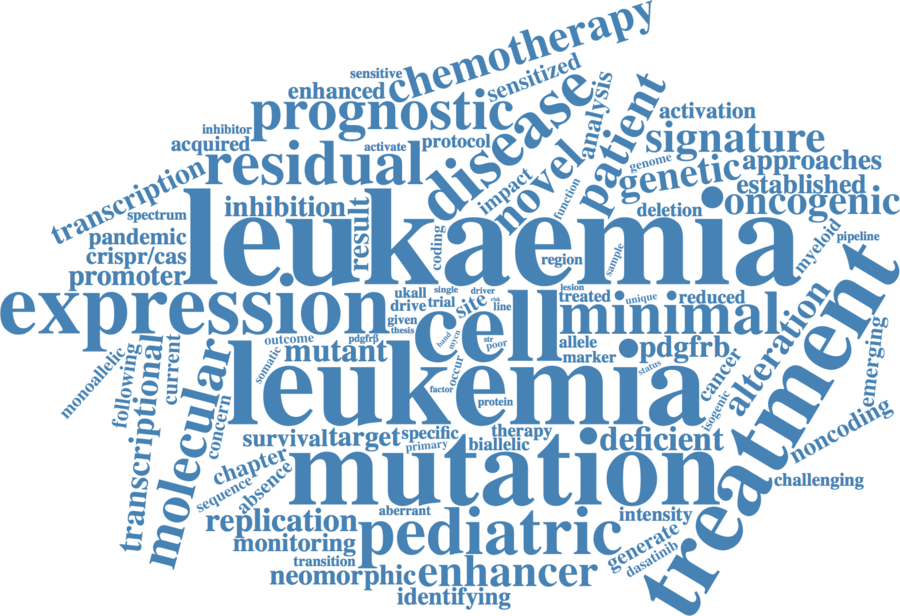 chemotherapy
sensitive
enhanced
sensitized
prognostic
disease
analysis
patient
activation
inhibitor
acquired
activate
protocol
signature
residual
novel
genome
genetic
approaches
transcription
impact
function
established
oncogenic
spectrum
inhibition
result
deletion
leukaemia
pandemic
coding
region
sample
myeloid
pipeline
crispr/cas
promoter
expression
ukall
single
driver
lesion
treated
unique
reduced
drive
trial
site
risk
line
given
thesis
cell
minimal
monoallelic
following
transcriptional
current
molecular
outcome
pdgfrβ
mutant
somatic
band
mycn
str
poor
allele
marker
pdgfrb
status
cancer
alteration
emerging
treatment
concern
leukemia
factor
occur
protein
isogenic
noncoding
survival
target
specific
primary
therapy
biallelic
deficient
chapter
sequence
absence
mutation
challenging
aberrant
replication
pediatric
intensity
monitoring
transition
generate
dasatinib
neomorphic
enhancer
identifying